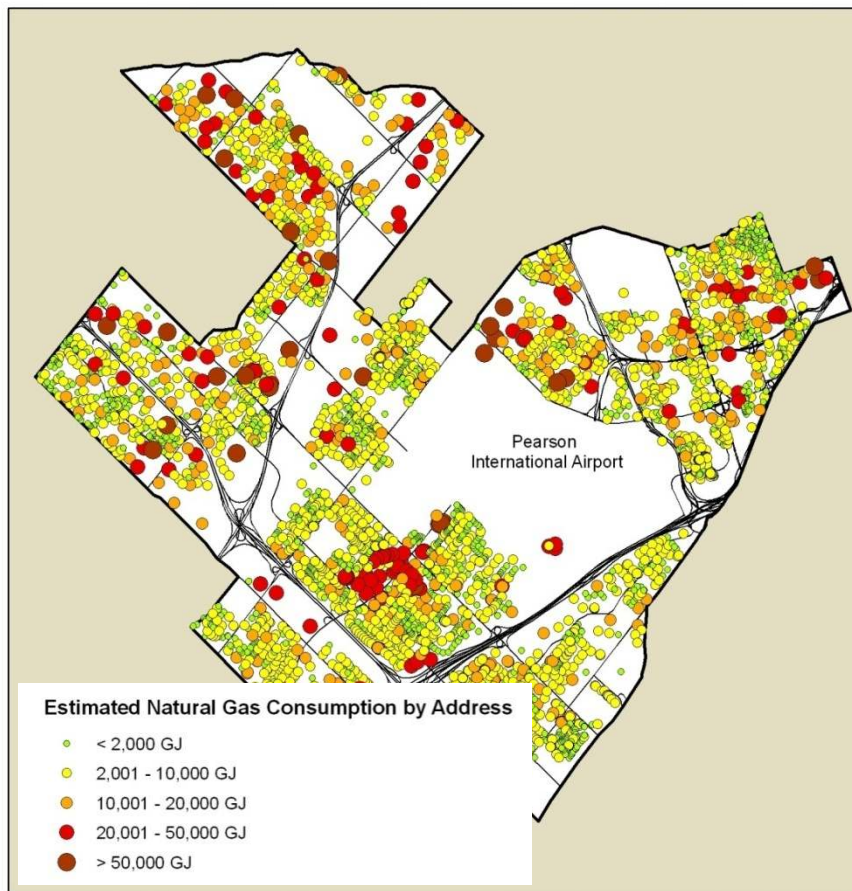 Pearson
International Airport
Estimated Natural Gas Consumption by Address
< 2,000 GJ
2,001 - 10,000 GJ
10,001 - 20,000 GJ
20,001 - 50,000 GJ
> 50,000 GJ